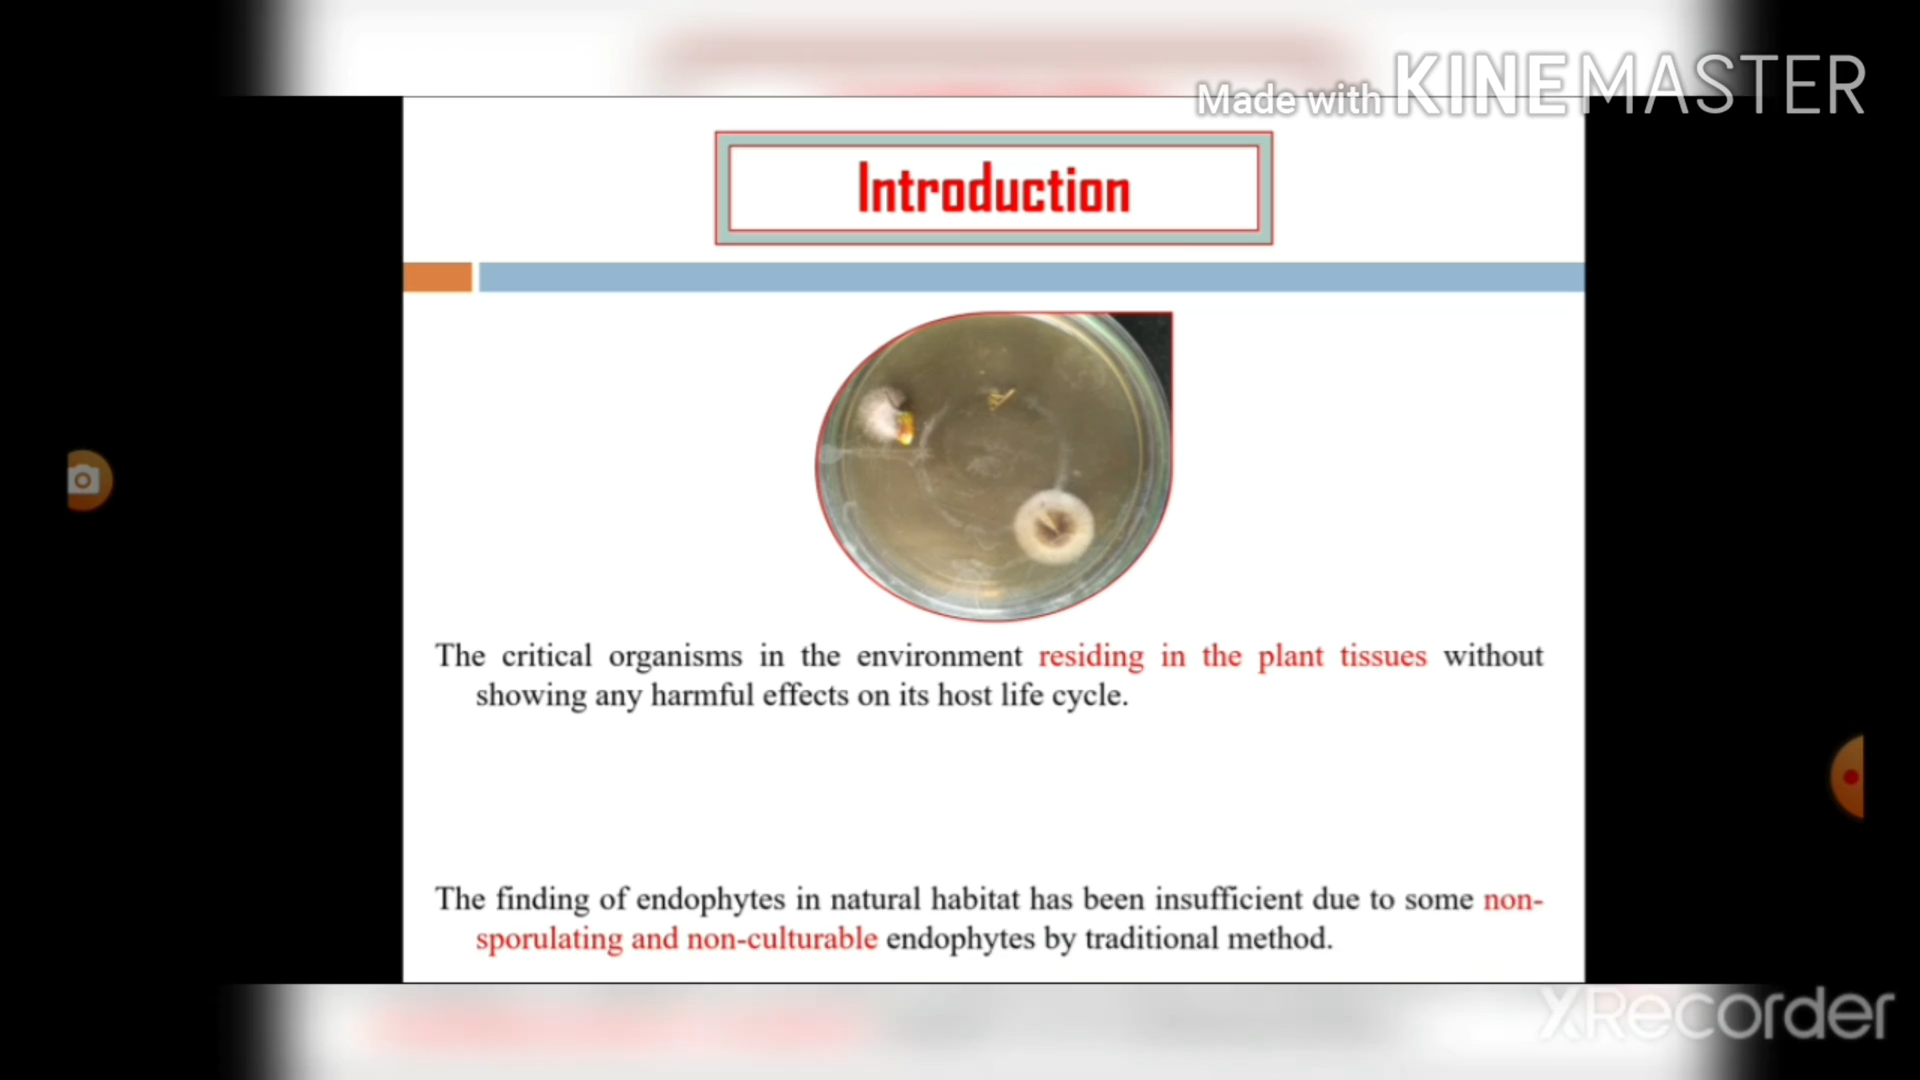 Made with KINEMASTER
Introduction
The critical organisms in the environment residing in the plant tissues without
showing any harmful effects on its host life cycle.
The finding of endophytes in natural habitat has been insufficient due to some non-
sporulating and non-culturable endophytes by traditional method.
XRecorder